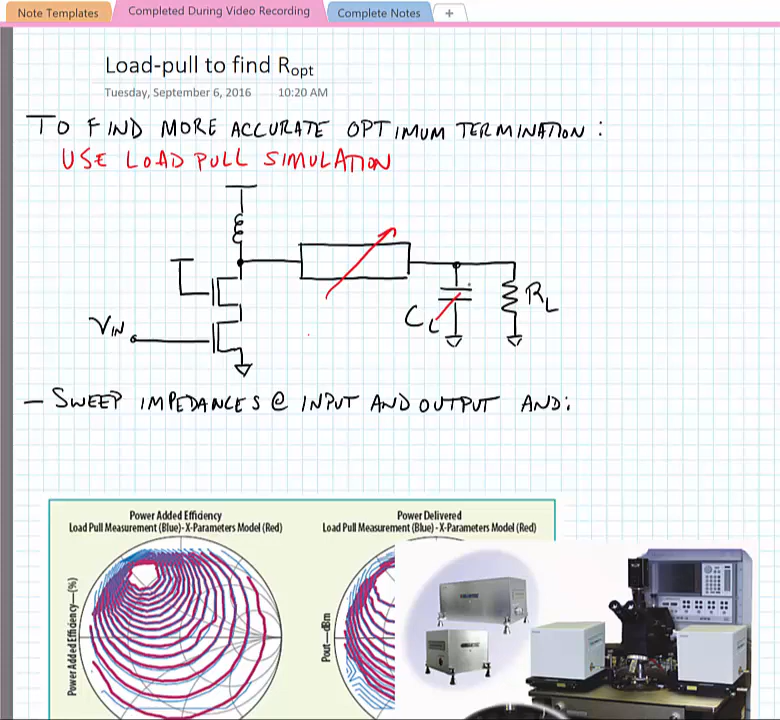 Note Templates
Completed During Video Recording
Complete Notes
+
Load-pull to find Ropt
Tuesday, September 6, 2016 10:20 AM
TO FIND MORE ACCURATE OPTIMUM TERMINATION:
USE LOAD PULL SIMULATION
VIN
CL
RL
- SWEEP IMPEDANCES @ INPUT AND OUTPUT AND:
Power Added Efficiency
Load Pull Measurement (Blue)-X-Parameters Model (Red)
Power Added Efficiency—(%)
Power Delivered
Load Pull Measurement (Blue)-X-Parameters Model (Red)
Pout—dBm